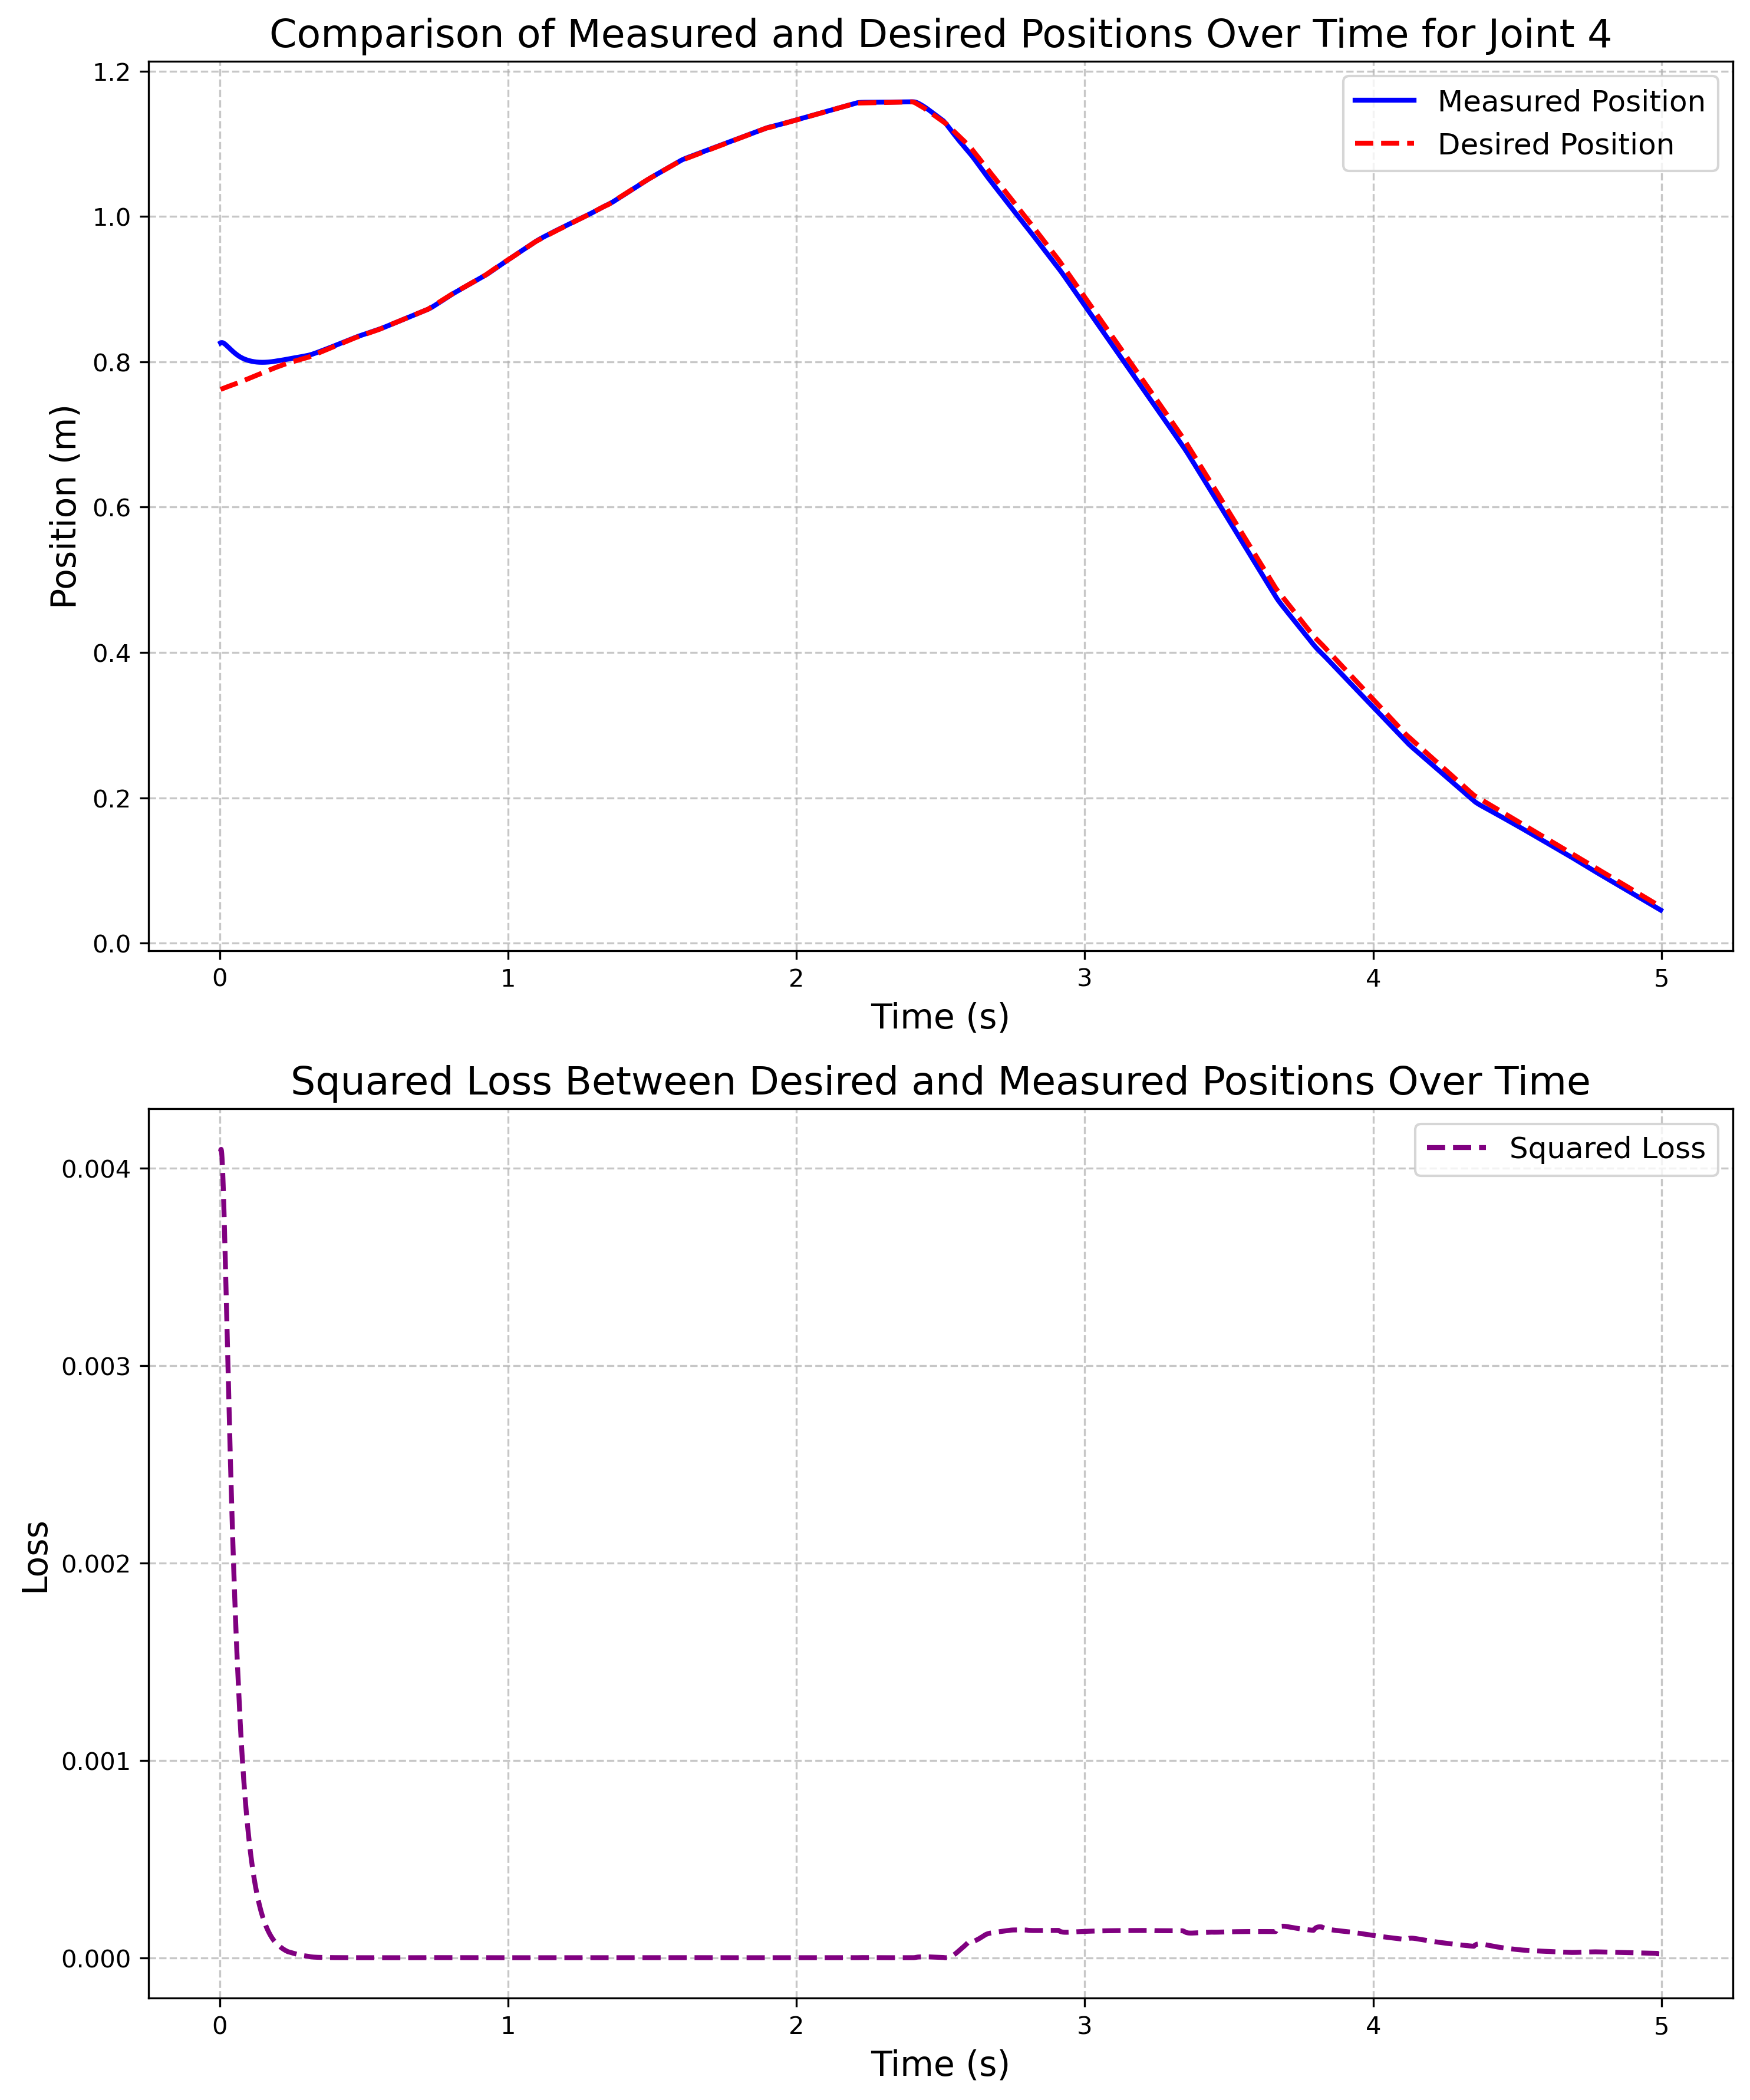 Comparison of Measured and Desired Positions Over Time for Joint 4
1.2
1.0
0.8
0.6
0.4
0.2
0.0
Position (m)
Measured Position
Desired Position
0 1 2 3 4 5
Time (s)
Squared Loss Between Desired and Measured Positions Over Time
0.004
0.003
0.002
0.001
0.000
Loss
Squared Loss
0 1 2 3 4 5
Time (s)